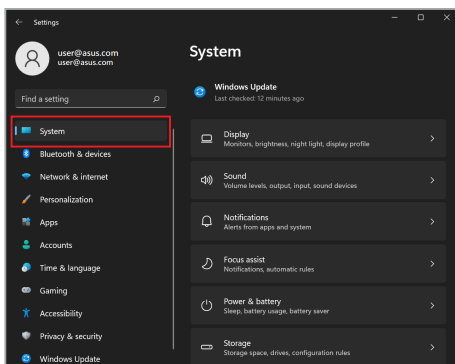 Settings
user@asus.com
user@asus.com
Find a setting
System
Bluetooth & devices
Network & internet
Personalization
Apps
Accounts
Time & language
Gaming
Accessibility
Privacy & security
Windows Update
System
Windows Update
Last checked: 12 minutes ago
Display
Monitors, brightness, night light, display profile
Sound
Volume levels, output, input, sound devices
Notifications
Alerts from apps and system
Focus assist
Notifications, automatic rules
Power & battery
Sleep, battery usage, battery saver
Storage
Storage space, drives, configuration rules